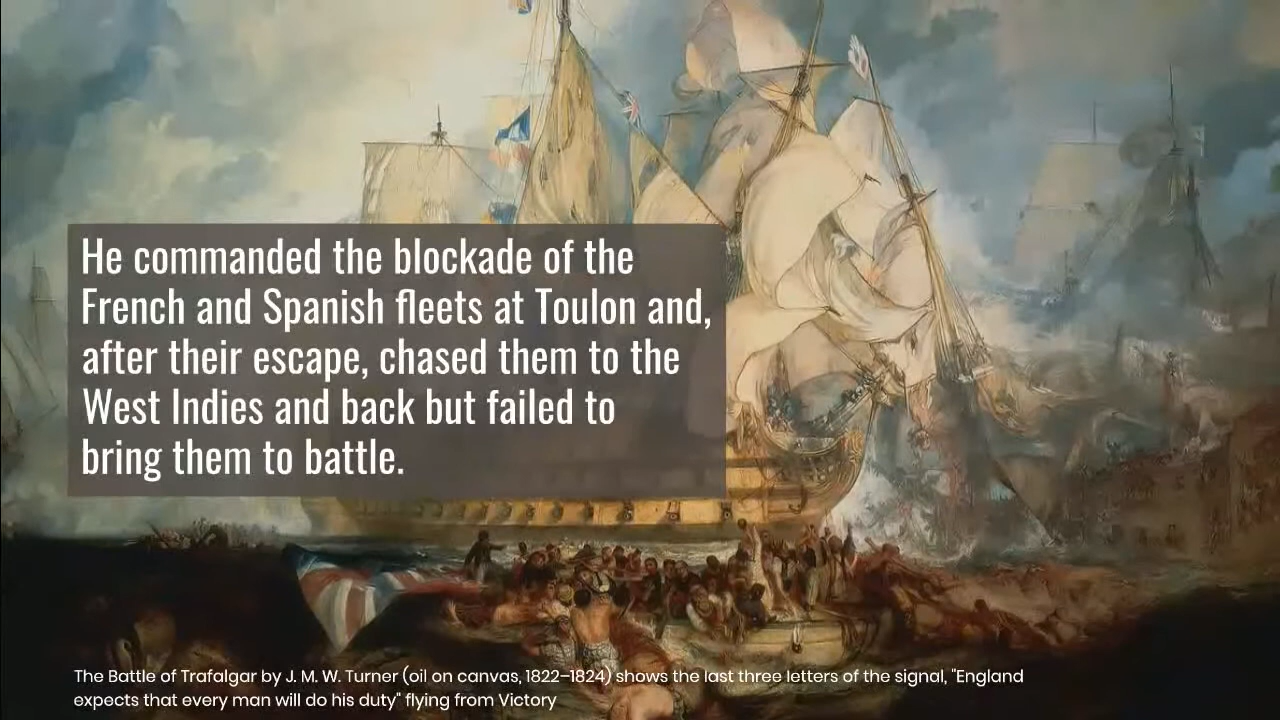 He commanded the blockade of the
French and Spanish fleets at Toulon and,
after their escape, chased them to the
West Indies and back but failed to
bring them to battle.
The Battle of Trafalgar by J. M. W. Turner (oil on canvas, 1822–1824) shows the last three letters of the signal, "England
expects that every man will do his duty" flying from Victory